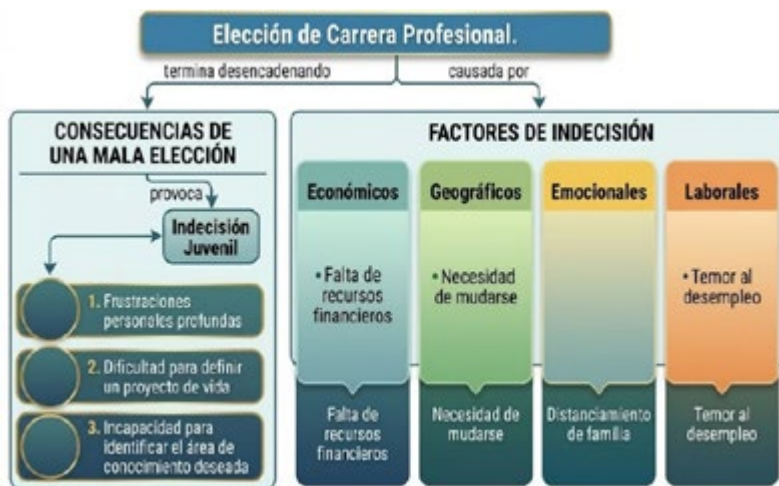 Elección de Carrera Profesional.
termina desencadenando
causada por
CONSECUENCIAS DE
UNA MALA ELECCIÓN
provoca
Indecisión
Juvenil
1. Frustraciones
personales profundas
2. Dificultad para definir
un proyecto de vida
3. Incapacidad para
identificar el área de
conocimiento deseada
FACTORES DE INDECISIÓN
Económicos
• Falta de
recursos
financieros
Falta de
recursos
financieros
Geográficos
• Necesidad
de mudarse
Necesidad de
mudarse
Emocionales
Distanciamiento
de familia
Laborales
• Temor al
desempleo
Temor al
desempleo